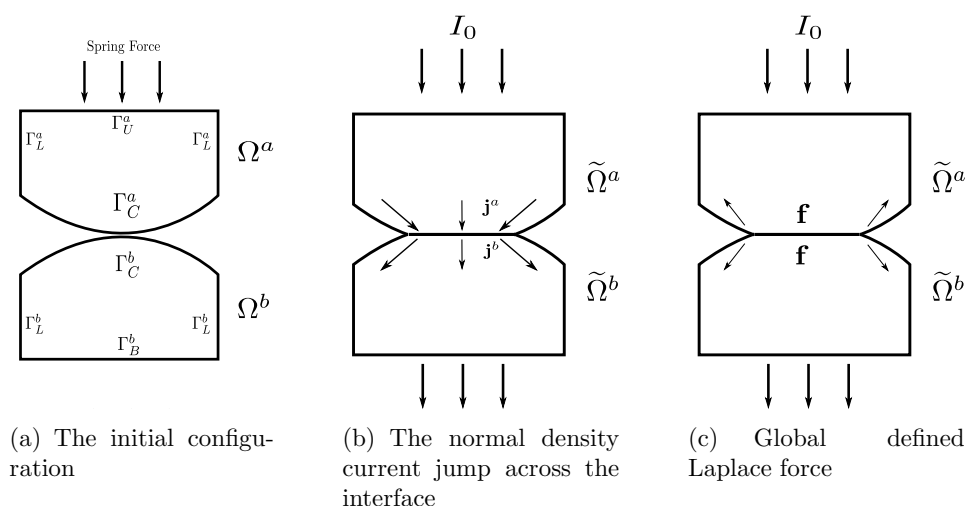 Spring Force
Γ_U^a
Γ_L^a Γ_L^a
Ω^a
Γ_C^a
Γ_C^b
Ω^b
Γ_L^b Γ_L^b
Γ_B^b
(a) The initial configu-
ration
I_0
Ω̃^a
j^a
j^b
Ω̃^b
(b) The normal density
current jump across the
interface
I_0
Ω̃^a
f
f
Ω̃^b
(c) Global defined
Laplace force